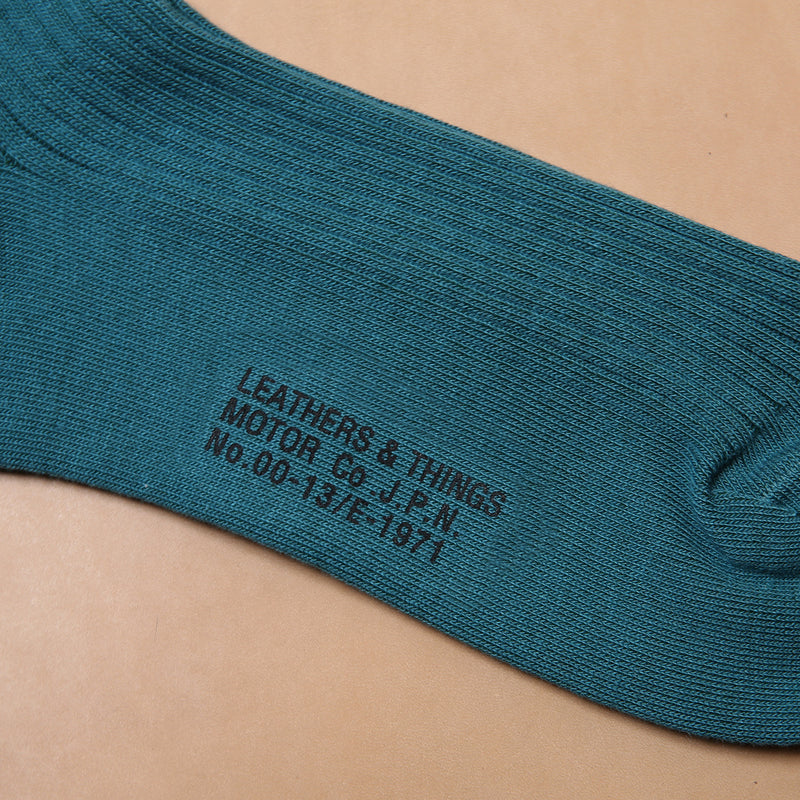 LEATHERS & THINGS
MOTOR Co.J.P.N.
No.00-13/E-1971